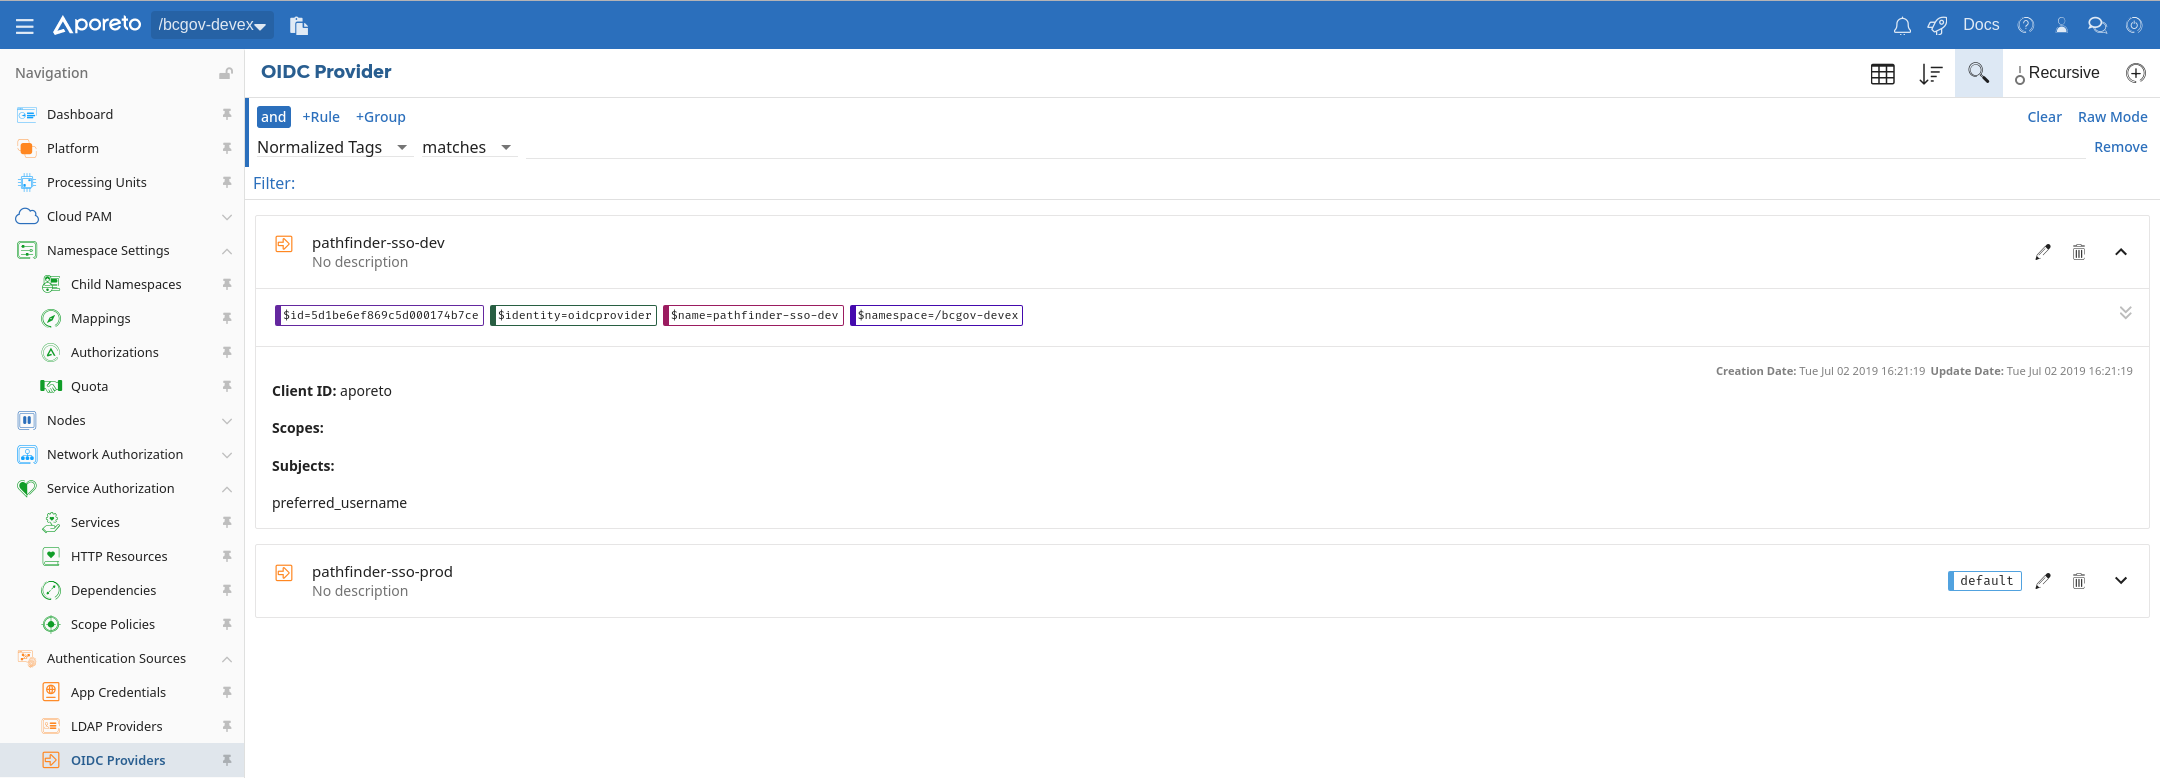 Aporeto /bcgov-devex Docs
Navigation
Dashboard
Platform
Processing Units
Cloud PAM
Namespace Settings
Child Namespaces
Mappings
Authorizations
Quota
Nodes
Network Authorization
Service Authorization
Services
HTTP Resources
Dependencies
Scope Policies
Authentication Sources
App Credentials
LDAP Providers
OIDC Providers
OIDC Provider Recursive
and +Rule +Group Clear Raw Mode
Normalized Tags matches Remove
Filter:
pathfinder-sso-dev
No description
$id=5d1be6ef869c5d000174b7ce $identity=oidcprovider $name=pathfinder-sso-dev $namespace=/bcgov-devex
Creation Date: Tue Jul 02 2019 16:21:19 Update Date: Tue Jul 02 2019 16:21:19
Client ID: aporeto
Scopes:
Subjects:
preferred_username
pathfinder-sso-prod default
No description